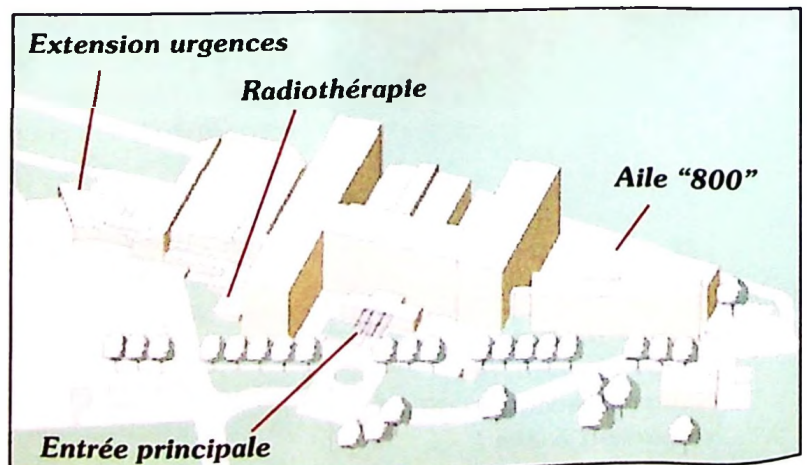 Extension urgences
Radiothérapie
Aile "800"
Entrée principale